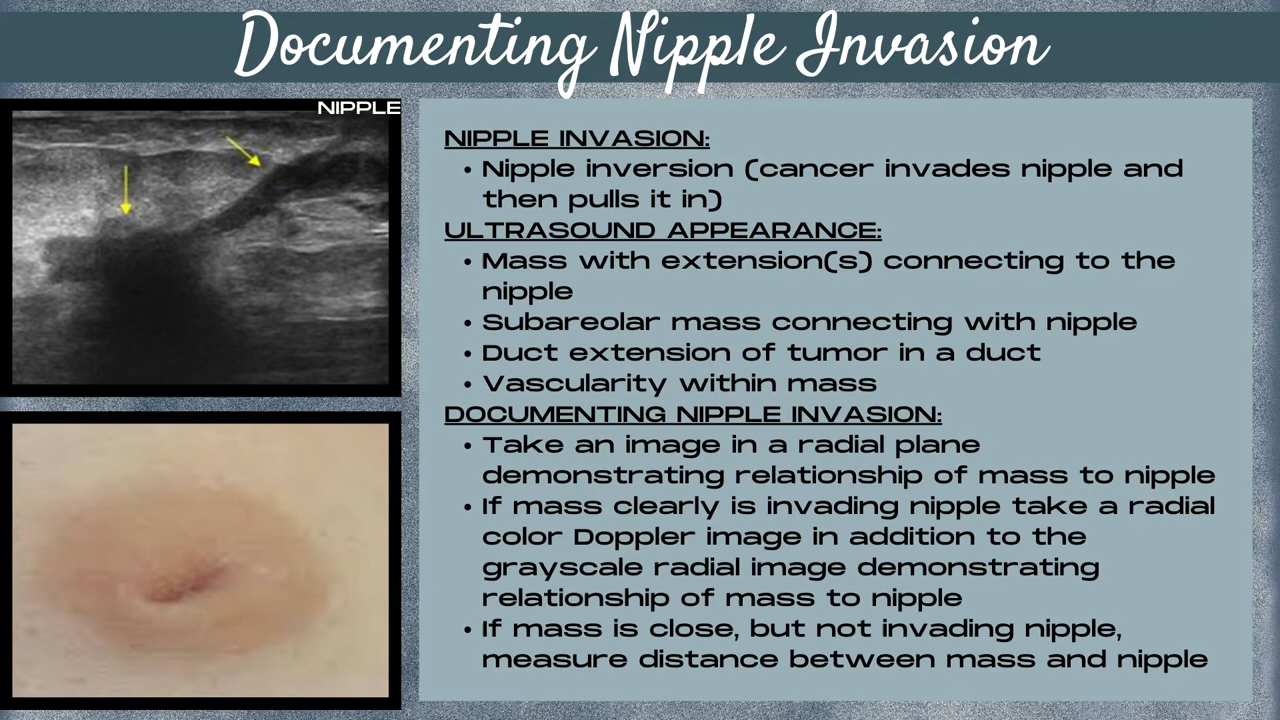 Documenting Nipple Invasion
NIPPLE
NIPPLE INVASION:
• Nipple inversion (cancer invades nipple and
then pulls it in)
ULTRASOUND APPEARANCE:
• Mass with extension(s) connecting to the
nipple
• Subareolar mass connecting with nipple
• Duct extension of tumor in a duct
• Vascularity within mass
DOCUMENTING NIPPLE INVASION:
• Take an image in a radial plane
demonstrating relationship of mass to nipple
• If mass clearly is invading nipple take a radial
color Doppler image in addition to the
grayscale radial image demonstrating
relationship of mass to nipple
• If mass is close, but not invading nipple,
measure distance between mass and nipple